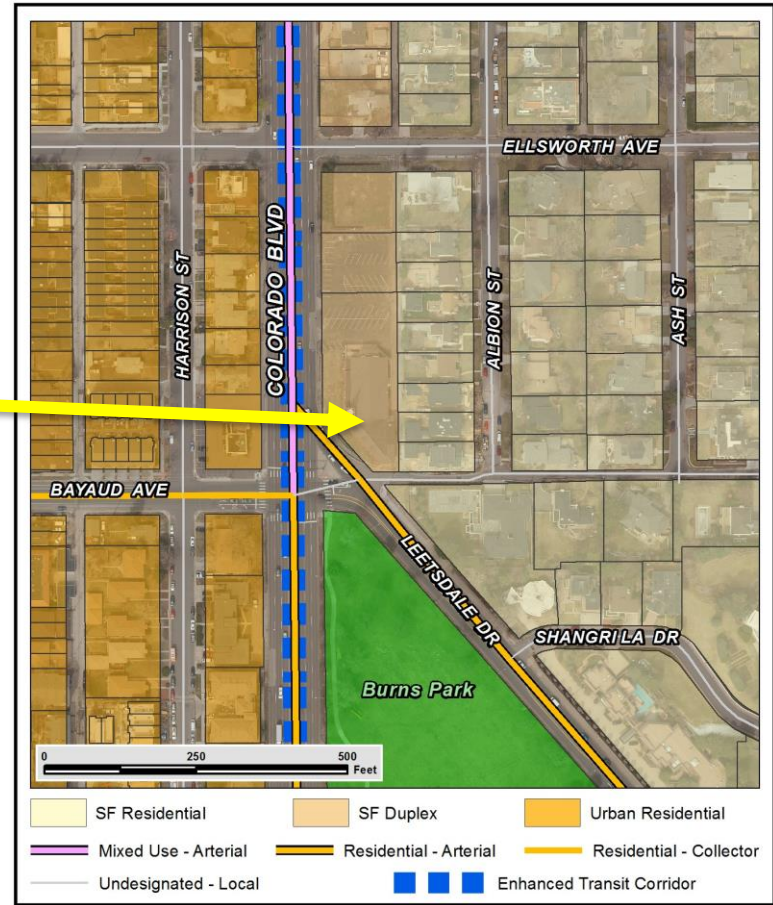 ELLSWORTH AVE
HARRISON ST
COLORADO BLVD
ALBION ST
ASH ST
BAYAUD AVE
LEETSDALE DR
SHANGRI LA DR
Burns Park
0 250 500
Feet
SF Residential SF Duplex Urban Residential
Mixed Use - Arterial Residential - Arterial Residential - Collector
Undesignated - Local Enhanced Transit Corridor